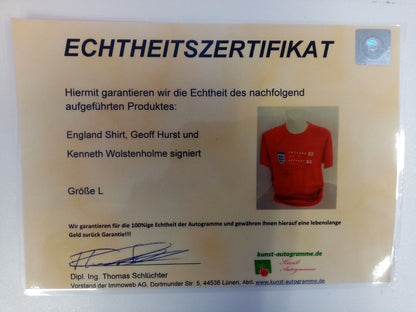 ECHTHEITSZERTIFIKAT
Hiermit garantieren wir die Echtheit des nachfolgend
aufgeführten Produktes:
England Shirt, Geoff Hurst und
Kenneth Wolstenholme signiert
Größe L
Wir garantieren für die 100%ige Echtheit der Autogramme und gewähren Ihnen hierauf eine lebenslange
Geld zurück Garantie!!!
kunst-autogramme.de
Kunst
Autogramme
Dipl. Ing. Thomas Schlüchter
Vorstand der Immoweb AG, Dortmunder Str. 5, 44536 Lünen, Abt. www.kunst-autogramme.de